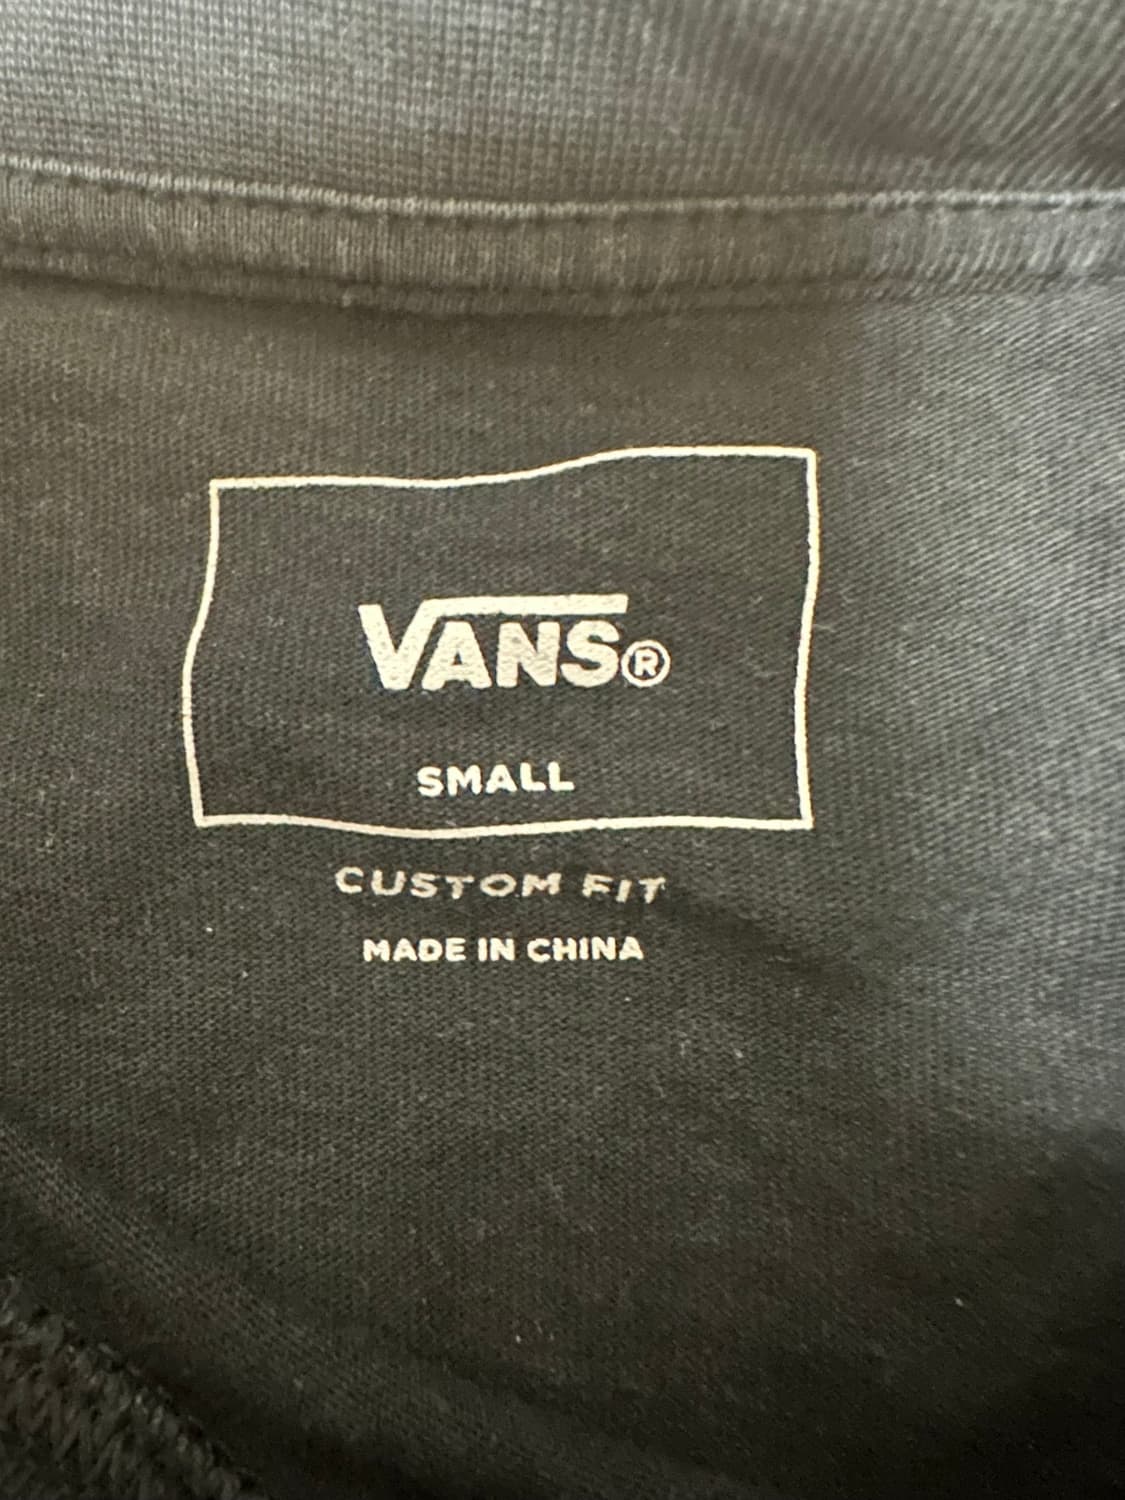 VANS®
SMALL
CUSTOM FIT
MADE IN CHINA